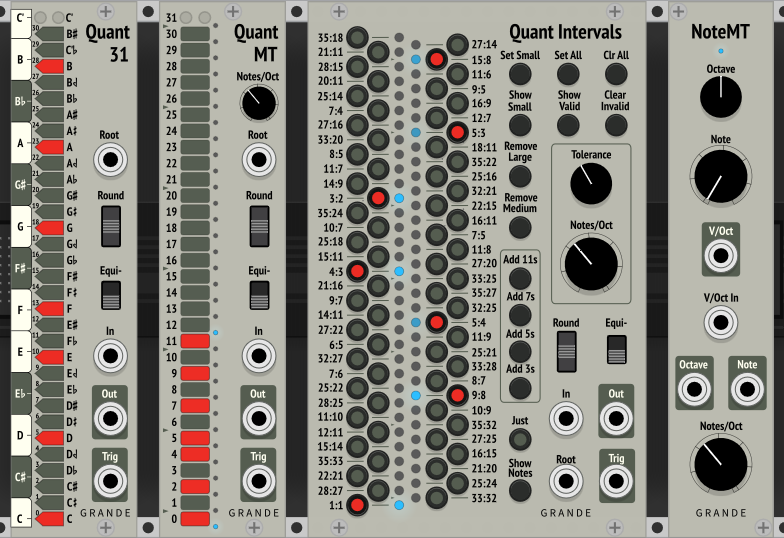 C'
B
B♭
A
G♯
G
F♯
F
E
E♭
D
C♯
C
C'
B♯
C♭
B
Bd
B♭
A♯
A‡
A
Ad
A♭
G♯
G‡
G
Gd
G♭
F♯
F‡
F
E♯
F♭
E
Ed
E♭
D♯
D‡
D
Dd
D♭
C♯
C‡
C
Quant
31
Root
Round
Equi-
In
Out
Trig
GRANDE
31
30
29
28
27
26
25
24
23
22
21
20
19
18
17
16
15
14
13
12
11
10
9
8
7
6
5
4
3
2
1
0
Quant
MT
Notes/Oct
Root
Round
Equi-
In
Out
Trig
GRANDE
Quant Intervals
35:18
21:11
28:15
20:11
25:14
7:4
27:16
33:20
8:5
11:7
14:9
3:2
35:24
10:7
25:18
15:11
4:3
21:16
9:7
14:11
27:22
6:5
32:27
7:6
25:22
28:25
11:10
12:11
15:14
35:33
22:21
28:27
1:1
27:14
15:8
11:6
9:5
16:9
12:7
5:3
18:11
35:22
25:16
32:21
22:15
16:11
7:5
11:8
27:20
33:25
35:27
32:25
5:4
11:9
25:21
33:28
8:7
9:8
10:9
35:32
27:25
16:15
21:20
25:24
33:32
Set Small
Set All
Clr All
Show
Small
Show
Valid
Clear
Invalid
Remove
Large
Remove
Medium
Tolerance
Notes/Oct
Add 11s
Add 7s
Add 5s
Add 3s
Round
Equi-
Just
In
Out
Show
Notes
Root
Trig
GRANDE
NoteMT
Octave
Note
V/Oct
V/Oct In
Octave
Note
Notes/Oct
GRANDE